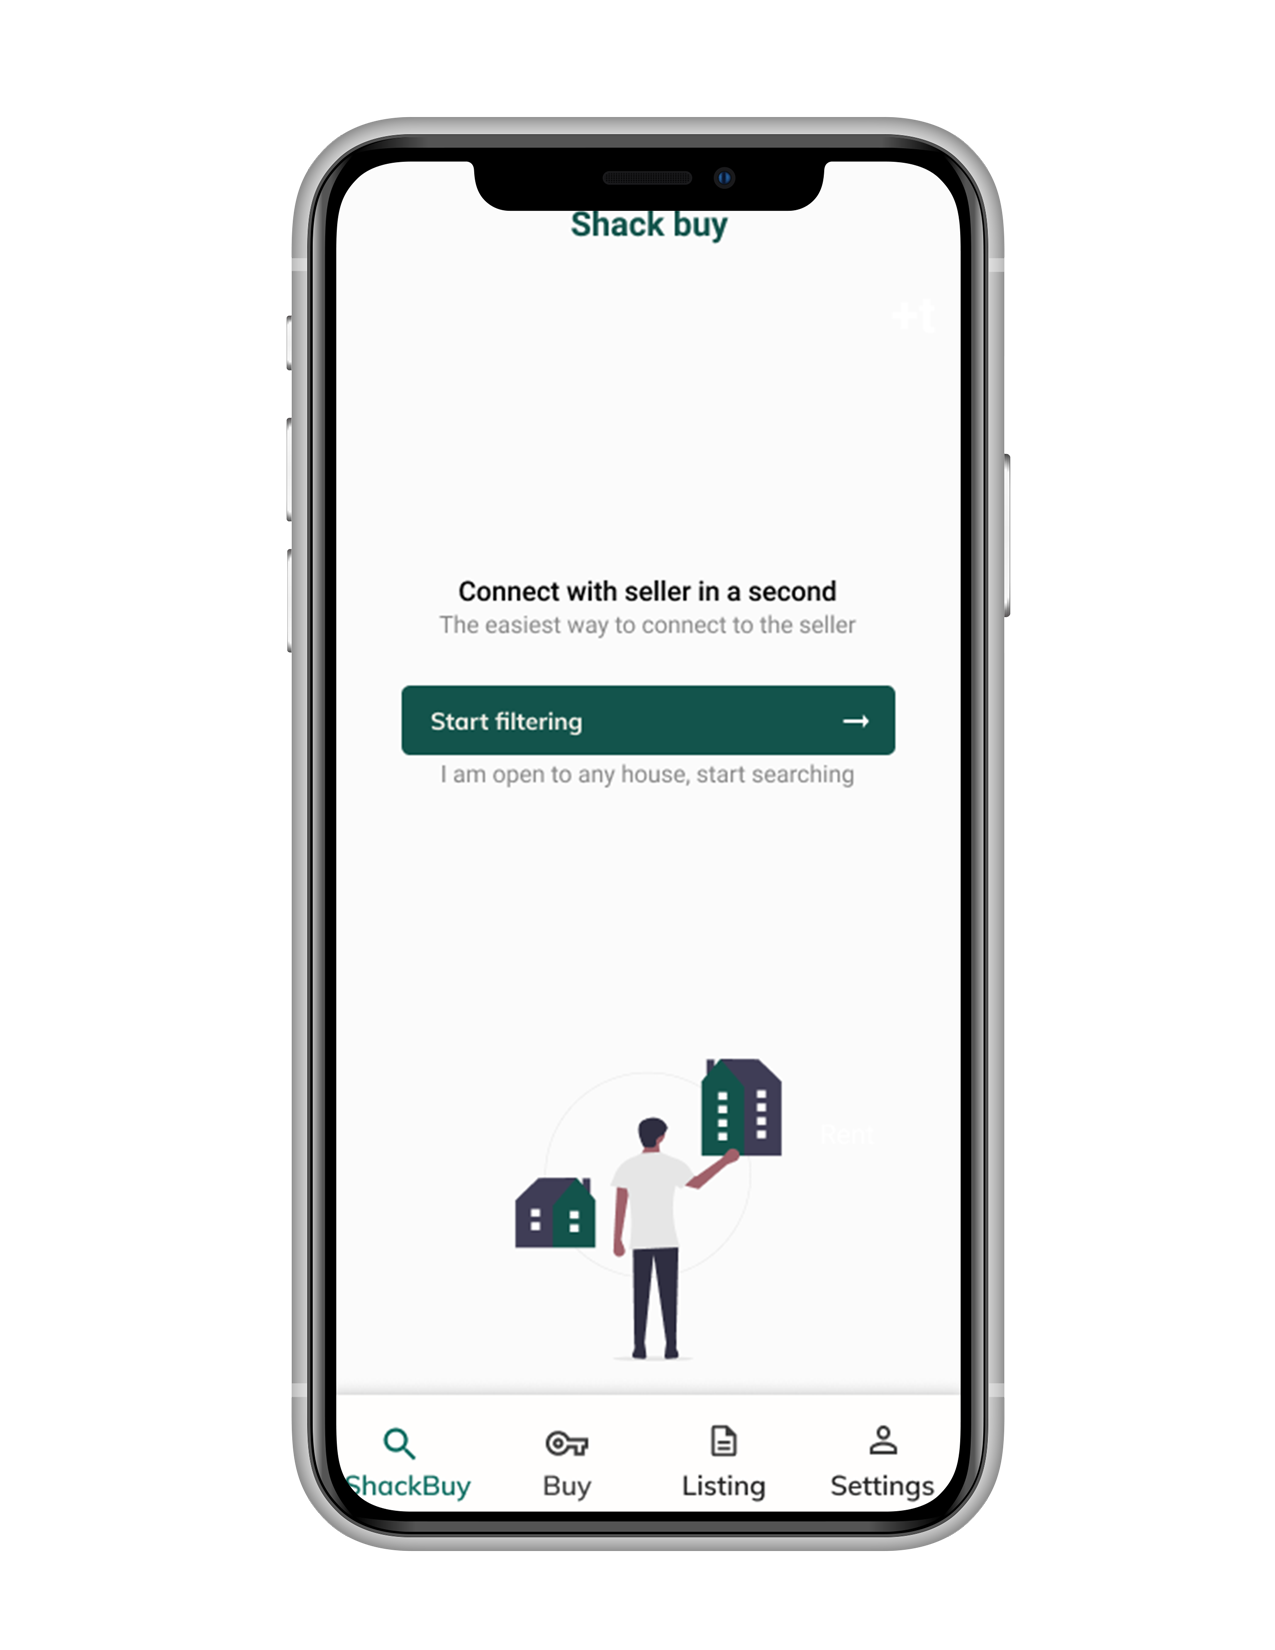 Shack buy
+t
Connect with seller in a second
The easiest way to connect to the seller
Start filtering
I am open to any house, start searching
Rent
ShackBuy
Buy
Listing
Settings